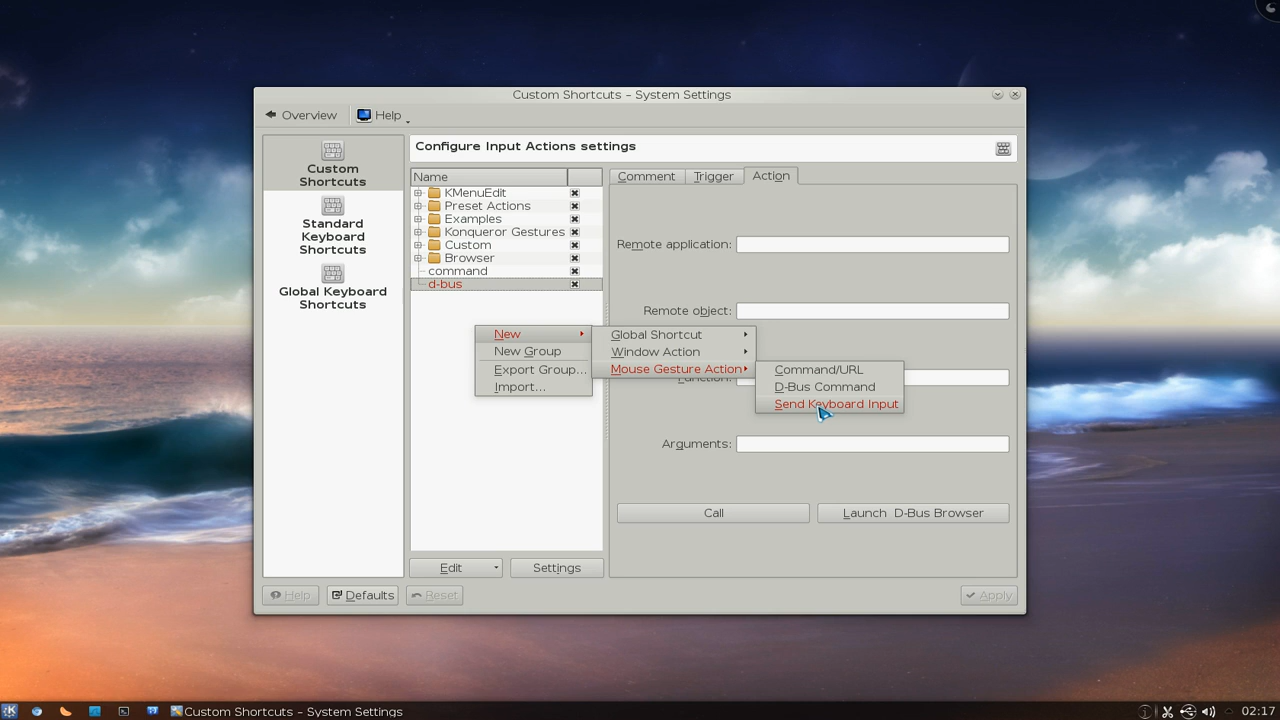 Custom Shortcuts – System Settings
Overview
Help
Custom
Shortcuts
Standard
Keyboard
Shortcuts
Global Keyboard
Shortcuts
Configure Input Actions settings
Name
KMenuEdit
Preset Actions
Examples
Konqueror Gestures
Custom
Browser
command
d-bus
Comment
Trigger
Action
Remote application:
Remote object:
Function:
Arguments:
Call
Launch D-Bus Browser
New
New Group
Export Group...
Import...
Global Shortcut
Window Action
Mouse Gesture Action
Command/URL
D-Bus Command
Send Keyboard Input
Edit
Settings
Help
Defaults
Reset
Apply
Custom Shortcuts – System Settings
02:17